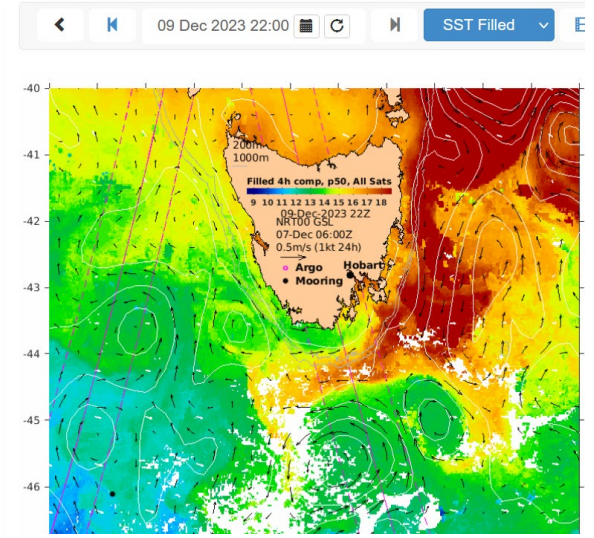 09 Dec 2023 22:00 SST Filled
-40
200m
1000m
-41
Filled 4h comp, p50, All Sats
9 10 11 12 13 14 15 16 17 18
09-Dec-2023 22Z
-42
NRT00 GSL
07-Dec 06:00Z
0.5m/s (1kt 24h)
Argo
Hobart
Mooring
-43
-44
-45
-46